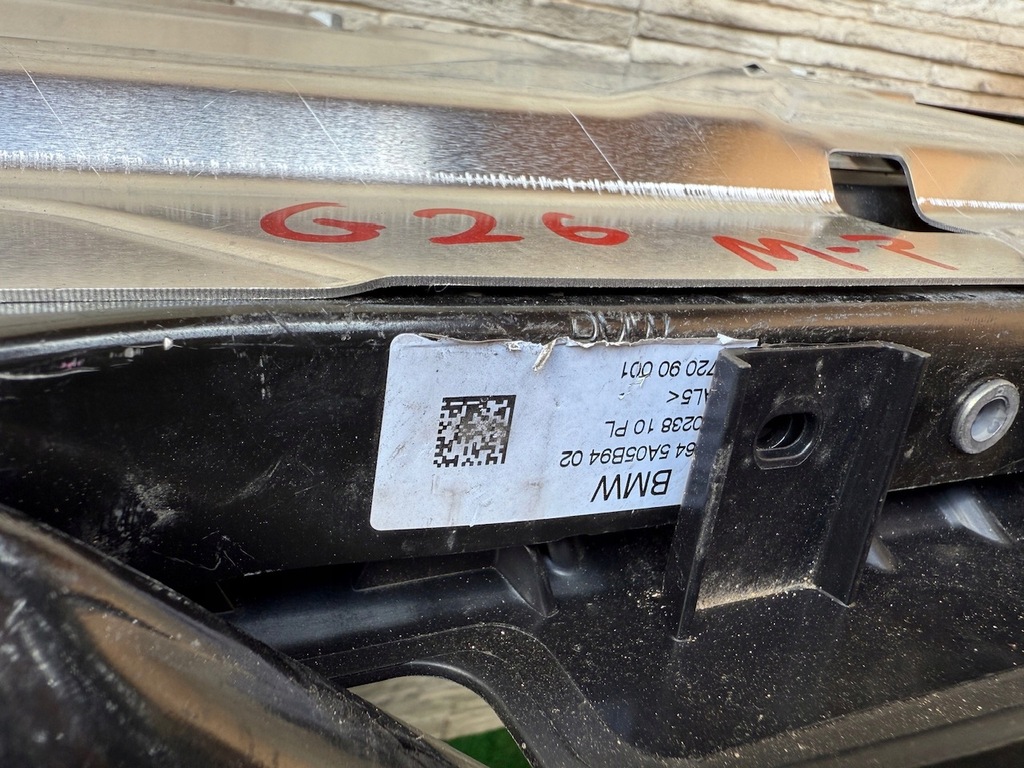 G26 M-P
BMW
64 5A05B94 02
0238 10 PL
AL5<
720 90 001